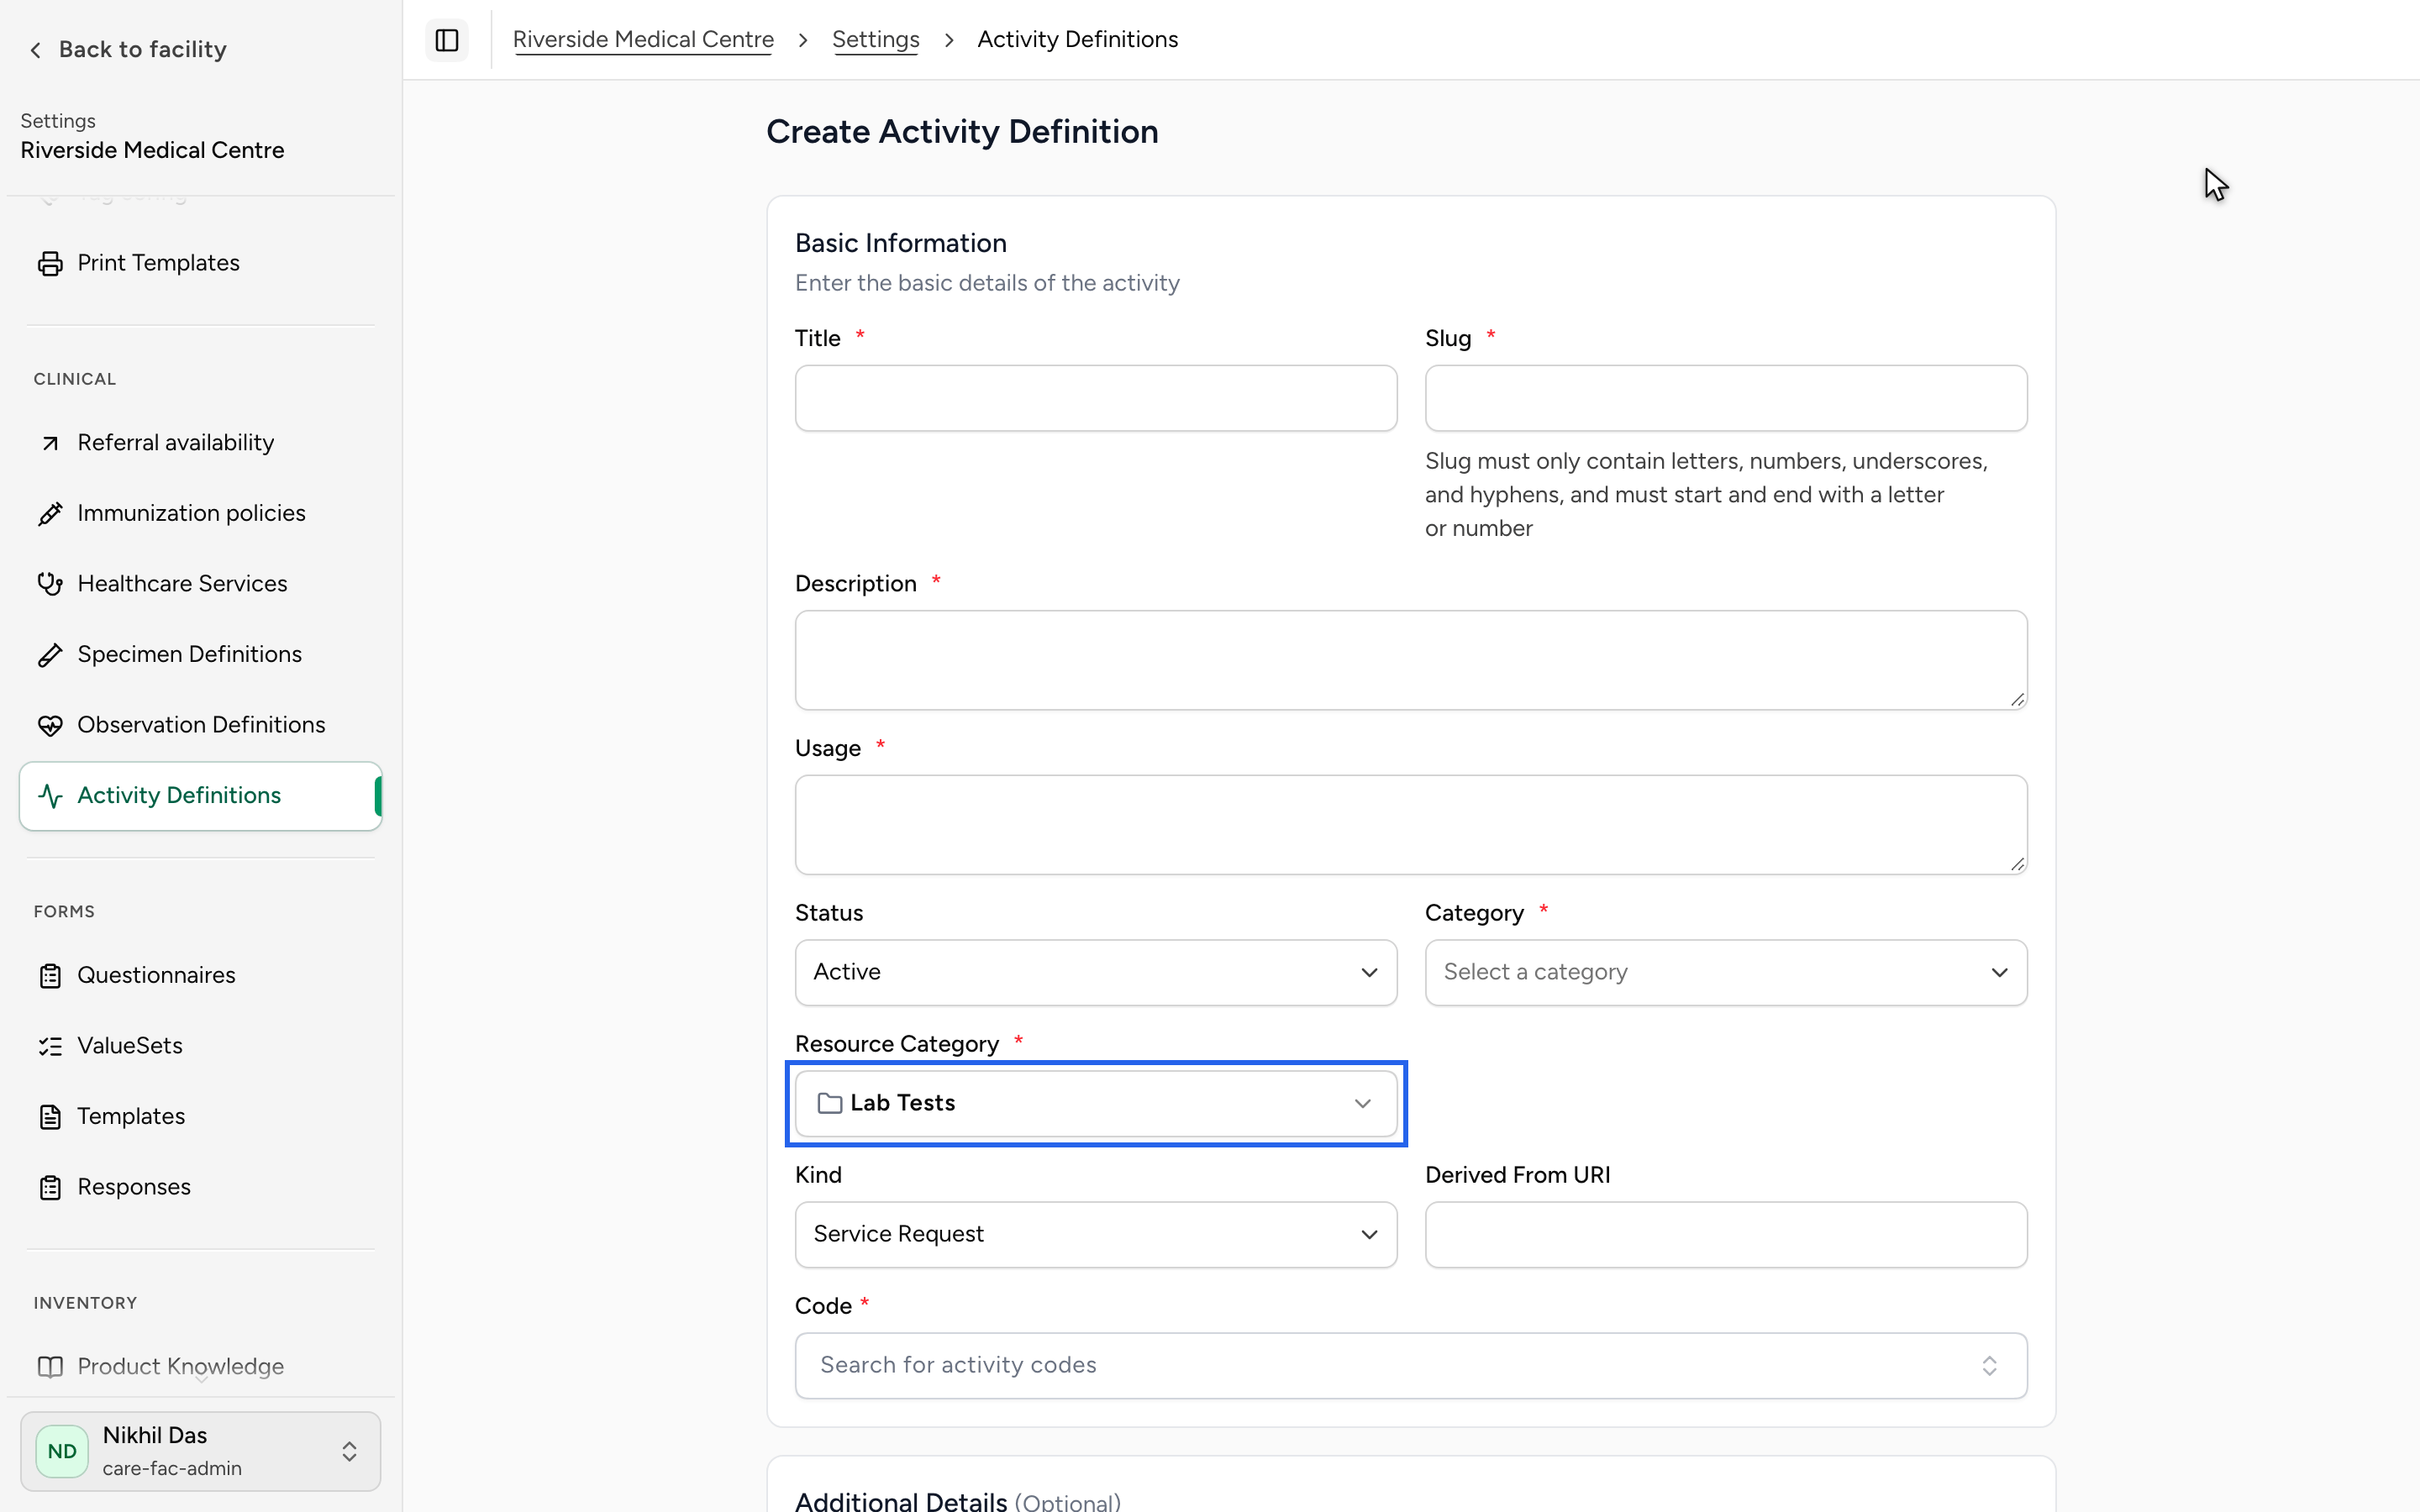 Back to facility
Settings
Riverside Medical Centre
Print Templates
CLINICAL
Referral availability
Immunization policies
Healthcare Services
Specimen Definitions
Observation Definitions
Activity Definitions
FORMS
Questionnaires
ValueSets
Templates
Responses
INVENTORY
Product Knowledge
ND
Nikhil Das
care-fac-admin
Riverside Medical Centre > Settings > Activity Definitions
Create Activity Definition
Basic Information
Enter the basic details of the activity
Title *
Slug *
Slug must only contain letters, numbers, underscores,
and hyphens, and must start and end with a letter
or number
Description *
Usage *
Status
Active
Category *
Select a category
Resource Category *
Lab Tests
Kind
Service Request
Derived From URI
Code *
Search for activity codes
Additional Details (Optional)